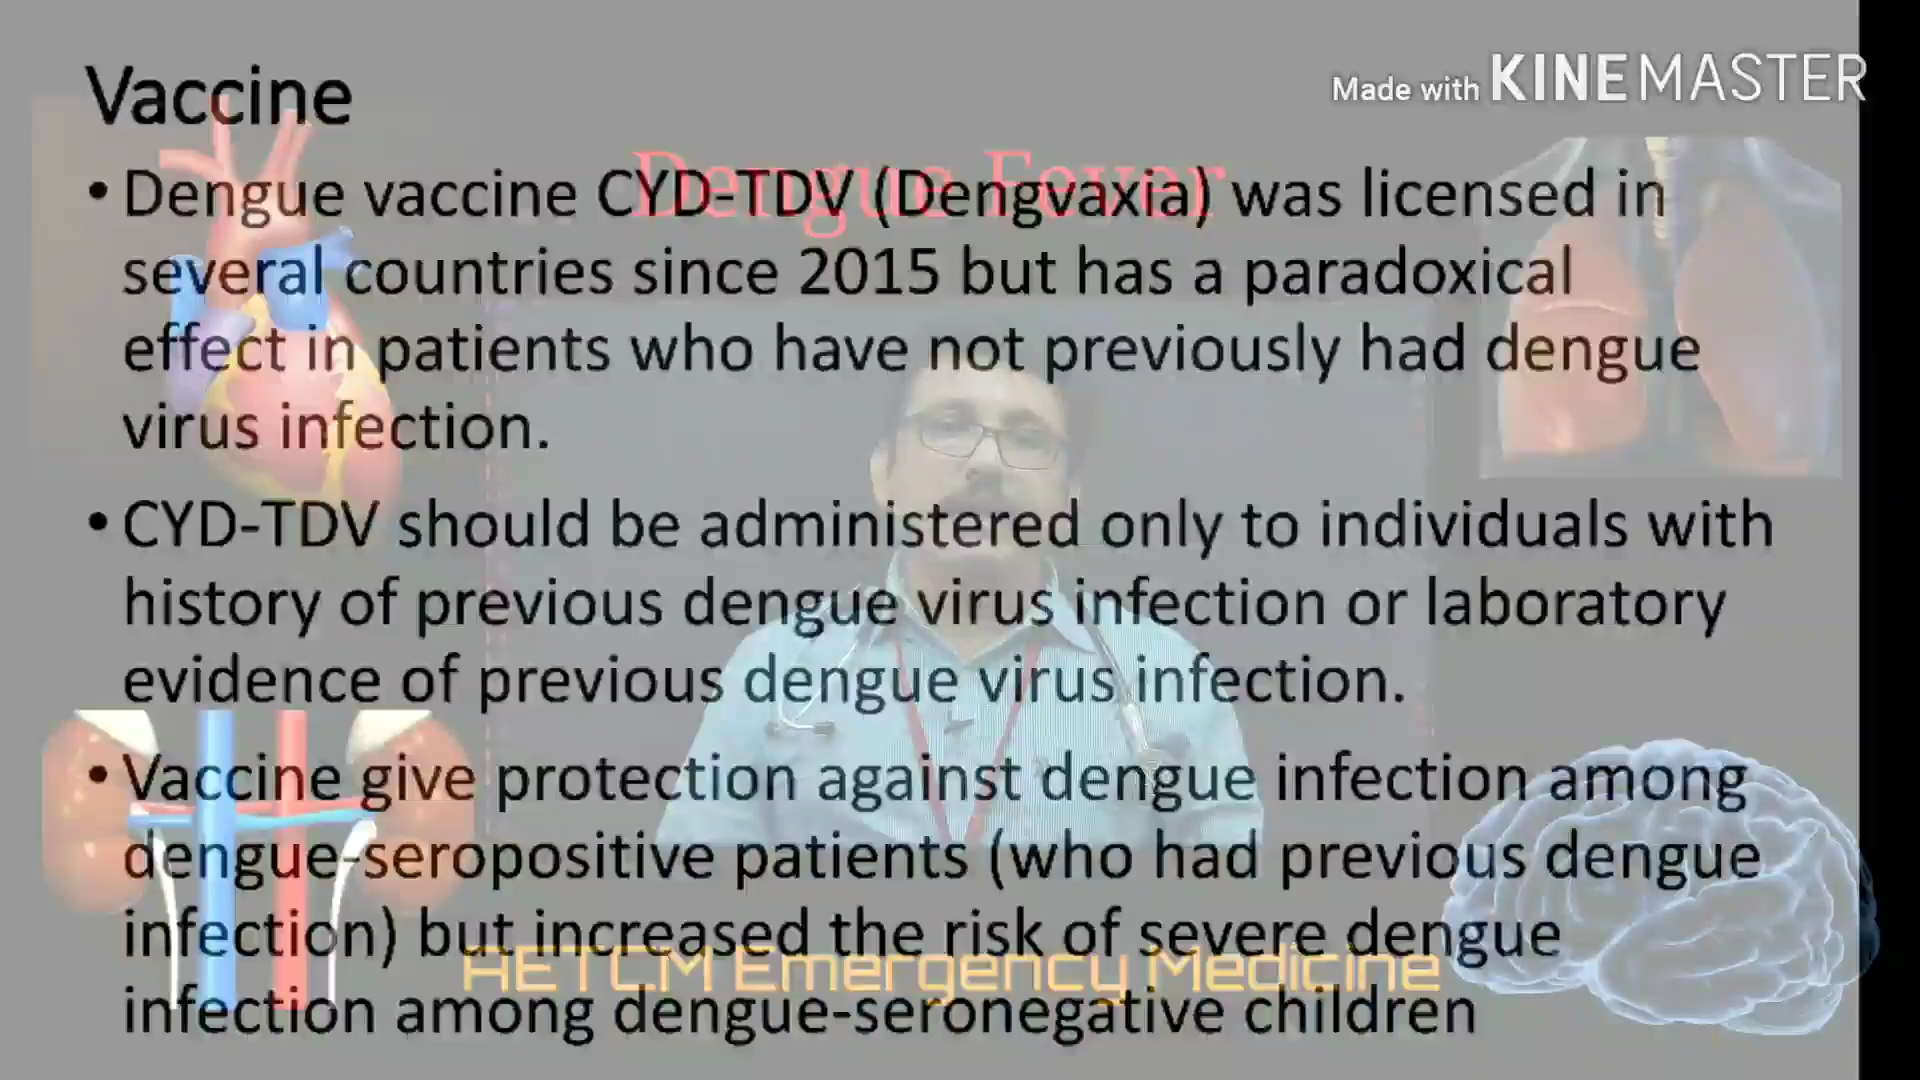 Vaccine
Made with KINEMASTER
Dengue Fever
• Dengue vaccine CYD-TDV (Dengvaxia) was licensed in
several countries since 2015 but has a paradoxical
effect in patients who have not previously had dengue
virus infection.
• CYD-TDV should be administered only to individuals with
history of previous dengue virus infection or laboratory
evidence of previous dengue virus infection.
• Vaccine give protection against dengue infection among
dengue-seropositive patients (who had previous dengue
infection) but increased the risk of severe dengue
AETCM Emergency Medicine
infection among dengue-seronegative children